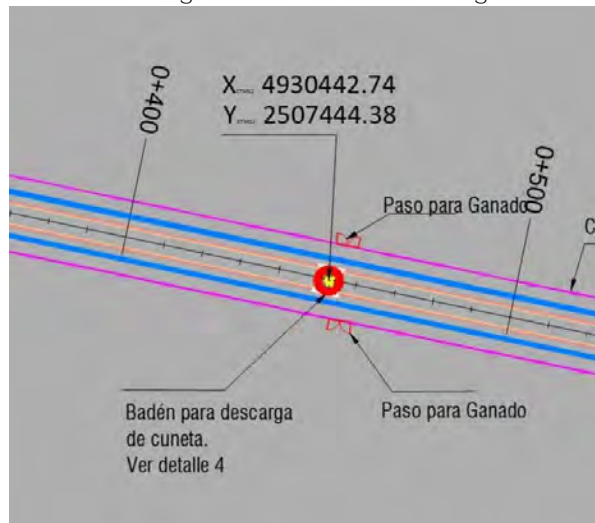 X 4930442.74
Y 2507444.38
0+400
0+500
Paso para Ganado
C
Badén para descarga
de cuneta.
Ver detalle 4
Paso para Ganado